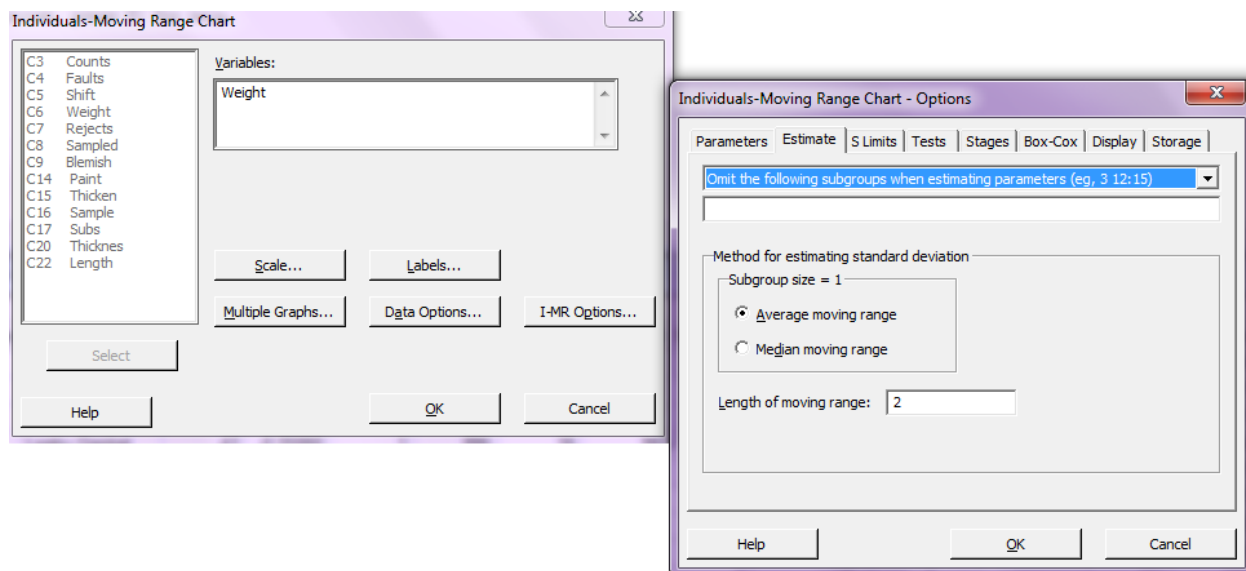 Individuals-Moving Range Chart
C3 Counts
C4 Faults
C5 Shift
C6 Weight
C7 Rejects
C8 Sampled
C9 Blemish
C14 Paint
C15 Thicken
C16 Sample
C17 Subs
C20 Thicknes
C22 Length
Variables:
Weight
Scale...
Labels...
Multiple Graphs...
Data Options...
I-MR Options...
Select
Help
OK
Cancel
Individuals-Moving Range Chart - Options
Parameters Estimate S Limits Tests Stages Box-Cox Display Storage
Omit the following subgroups when estimating parameters (eg, 3 12:15)
Method for estimating standard deviation
Subgroup size = 1
Average moving range
Median moving range
Length of moving range: 2
Help
OK
Cancel